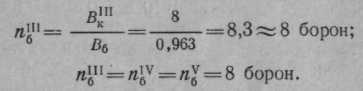 n_б^III = B_к^III / B_б = 8 / 0,963 = 8,3 ≈ 8 борон;
n_б^III = n_б^IV = n_б^V = 8 борон.